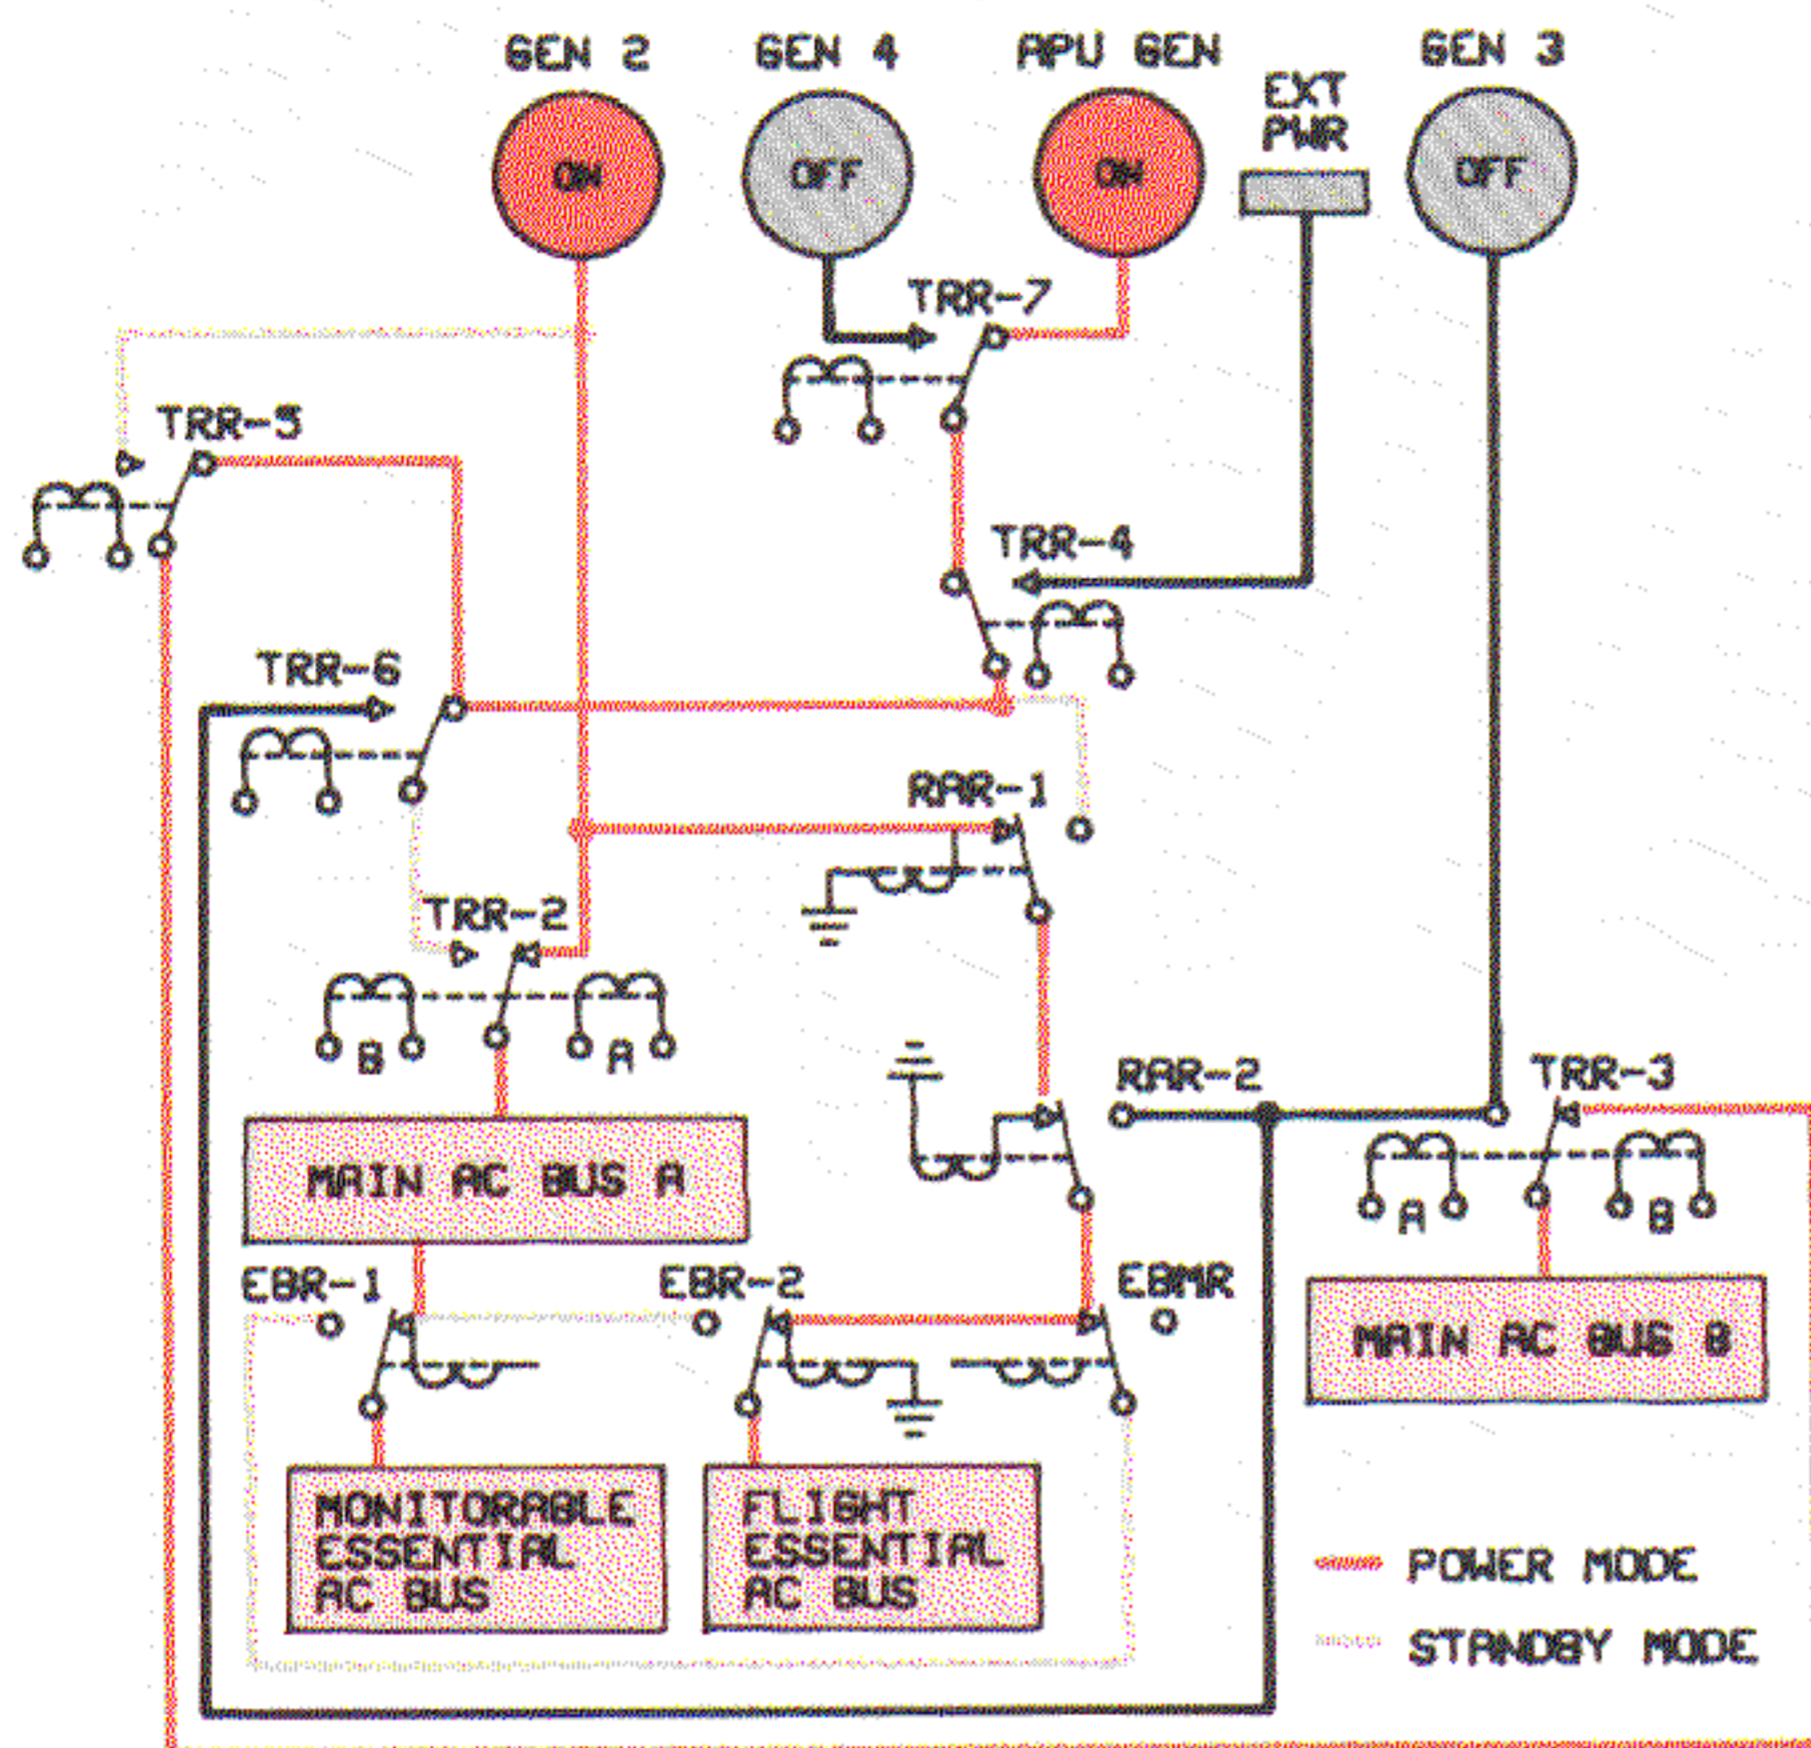 GEN 2
GEN 4
APU GEN
GEN 3
EXT
PWR
ON
OFF
ON
OFF
TRR-7
TRR-5
TRR-4
TRR-6
RAR-1
TRR-2
B
A
RAR-2
TRR-3
MAIN AC BUS A
A
B
EBR-1
EBR-2
EBMR
MAIN AC BUS B
MONITORABLE
ESSENTIAL
AC BUS
FLIGHT
ESSENTIAL
AC BUS
POWER MODE
STANDBY MODE